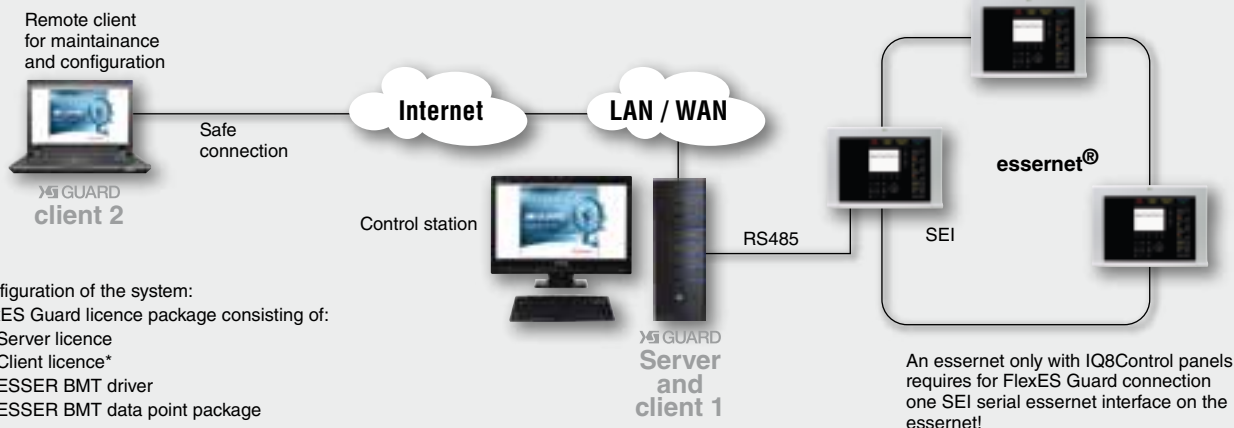 Remote client
for maintainance
and configuration
Safe
connection
Internet
LAN / WAN
GUARD
client 2
Control station
GUARD
Server
and
client 1
RS485
SEI
essernet®
figuration of the system:
ES Guard licence package consisting of:
Server licence
Client licence*
ESSER BMT driver
ESSER BMT data point package
An essernet only with IQ8Control panels
requires for FlexES Guard connection
one SEI serial essernet interface on the
essernet!